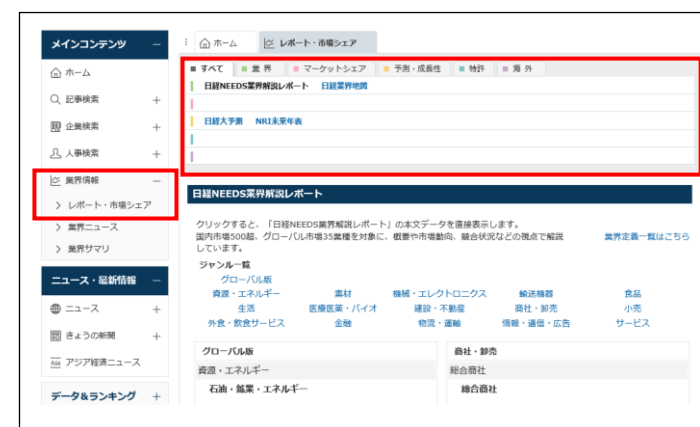 メインコンテンツ −
ホーム
記事検索 +
企業検索 +
人事検索 +
業界情報 −
> レポート・市場シェア
> 業界ニュース
> 業界サマリ
ニュース・最新情報 −
ニュース +
きょうの新聞 +
Asia アジア経済ニュース
データ&ランキング +
ホーム レポート・市場シェア
すべて 業界 マーケットシェア 予測・成長性 特許 海外
日経NEEDS業界解説レポート 日経業界地図
日経大予測 NRI未来年表
日経NEEDS業界解説レポート
クリックすると、「日経NEEDS業界解説レポート」の本文データを直接表示します。
国内市場500超、グローバル市場35業種を対象に、概要や市場動向、競合状況などの視点で解説 業界定義一覧はこちら
しています。
ジャンル一覧
グローバル版
資源・エネルギー 素材 機械・エレクトロニクス 輸送機器 食品
生活 医療医薬・バイオ 建設・不動産 商社・卸売 小売
外食・飲食サービス 金融 物流・運輸 情報・通信・広告 サービス
グローバル版 商社・卸売
資源・エネルギー 総合商社
石油・鉱業・エネルギー 総合商社